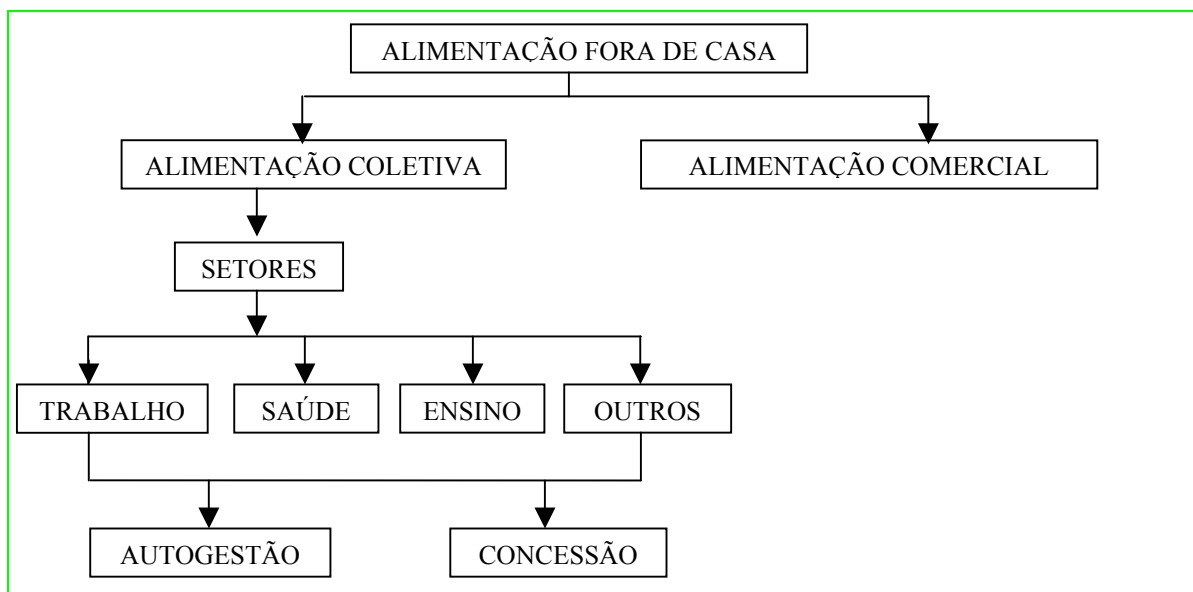 ALIMENTAÇÃO FORA DE CASA
ALIMENTAÇÃO COLETIVA
ALIMENTAÇÃO COMERCIAL
SETORES
TRABALHO
SAÚDE
ENSINO
OUTROS
AUTOGESTÃO
CONCESSÃO